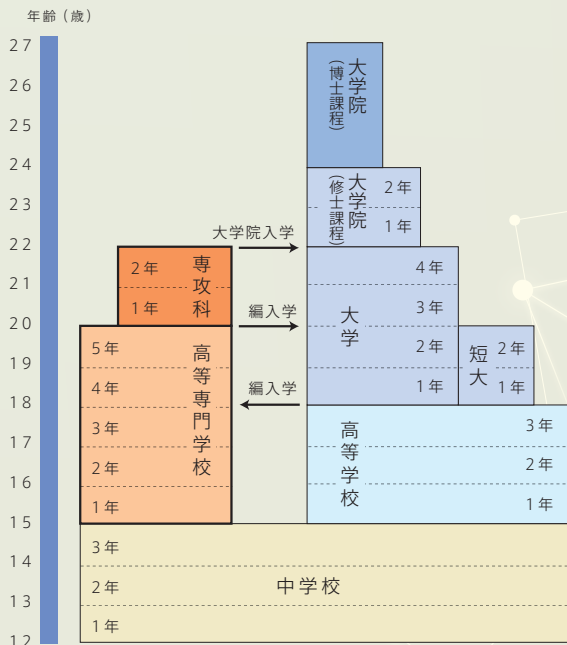 年齢（歳）
27
26
25
24
23
22
21
20
19
18
17
16
15
14
13
12
大学院
（博士課程）
大学院
（修士課程）
2年
1年
大学院入学
専攻科
2年
1年
編入学
大学
4年
3年
2年
1年
短大
2年
1年
高等専門学校
5年
4年
3年
2年
1年
編入学
高等学校
3年
2年
1年
中学校
3年
2年
1年